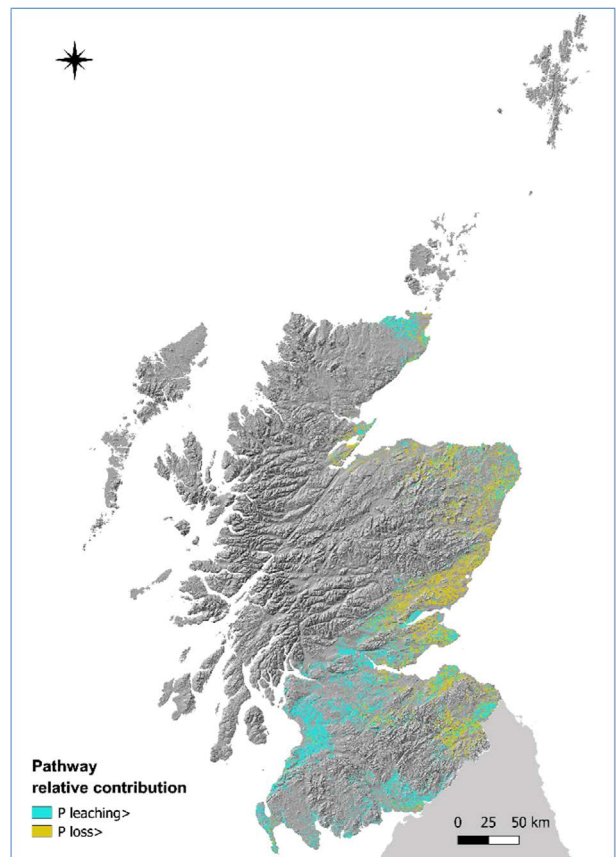 Pathway
relative contribution
P leaching>
P loss>
0 25 50 km